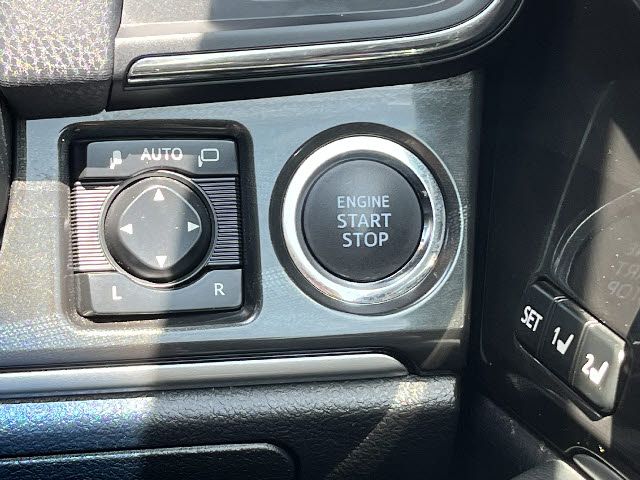 AUTO
L R
ENGINE
START
STOP
SET
1
2